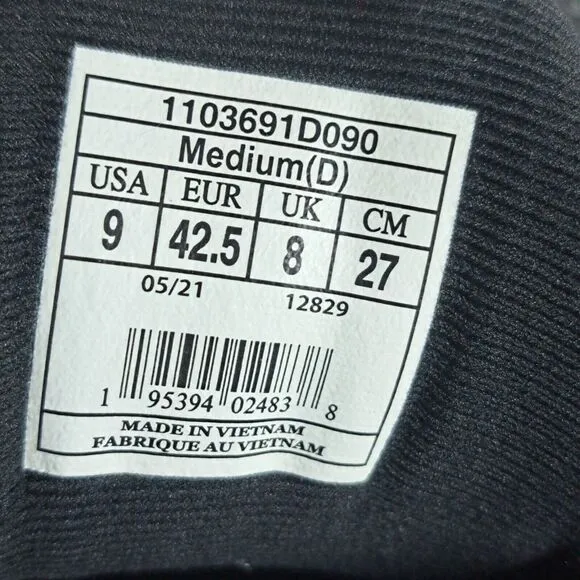 1103691D090
Medium(D)
USA EUR UK CM
9 42.5 8 27
05/21 12829
1 95394 02483 8
MADE IN VIETNAM
FABRIQUE AU VIETNAM